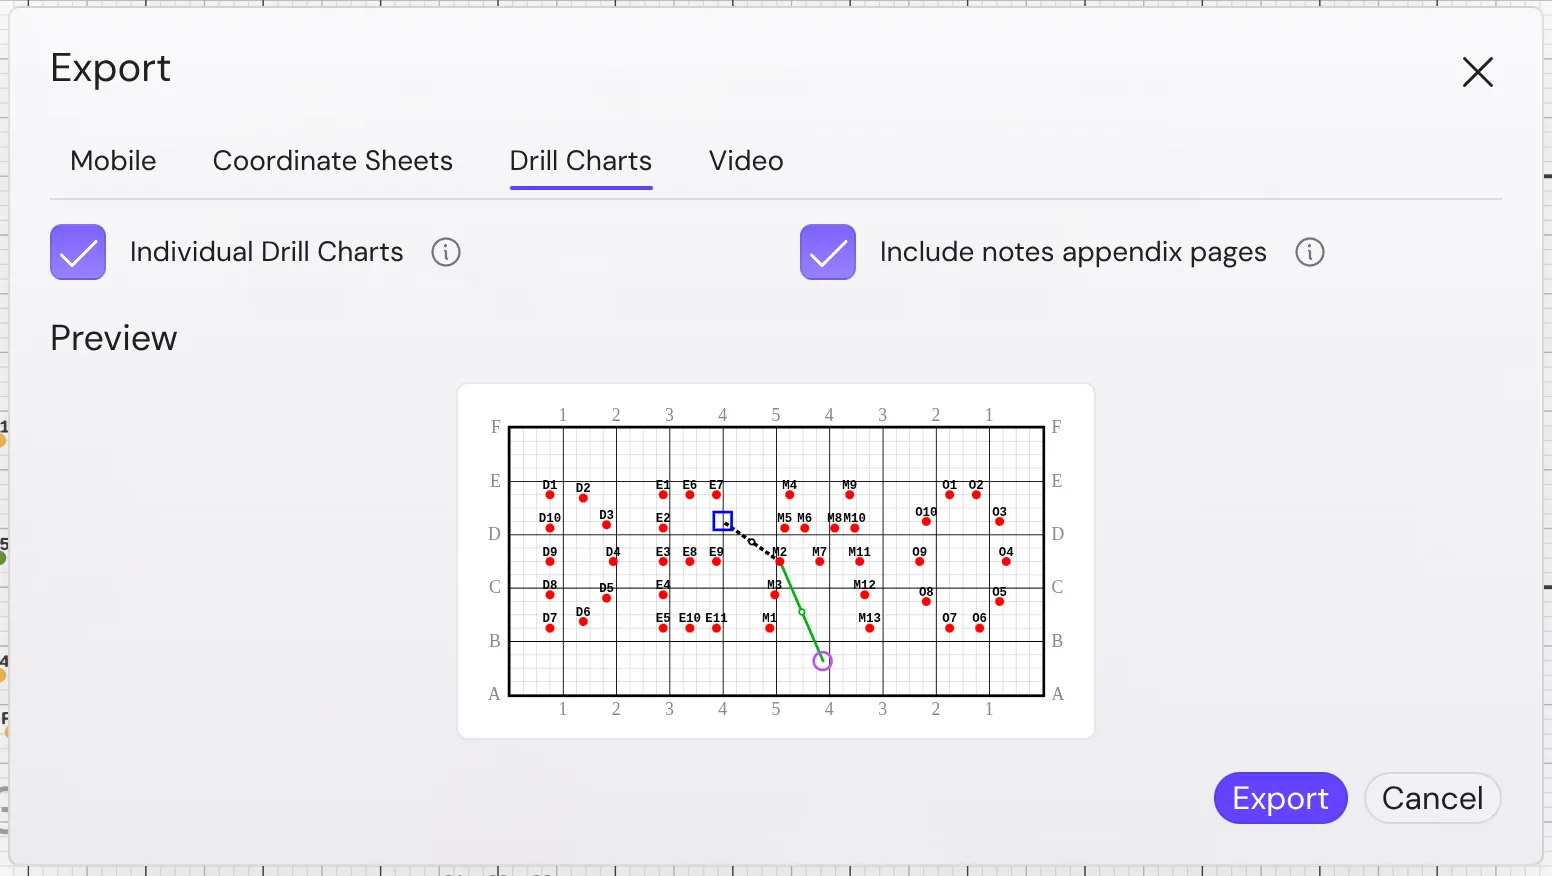 Export
Mobile Coordinate Sheets Drill Charts Video
Individual Drill Charts Include notes appendix pages
Preview
1 2 3 4 5 4 3 2 1
F F
E E
D1 D2 E1 E6 E7 M4 M9 O1 O2
D10 D3 E2 M5 M6 M8 M10 O10 O3
D D
D9 D4 E3 E8 E9 M2 M7 M11 O9 O4
C C
D8 D5 E4 M3 M12 O8 O5
D7 D6 E5 E10 E11 M1 M13 O7 O6
B B
A A
1 2 3 4 5 4 3 2 1
Export Cancel
1
5
4